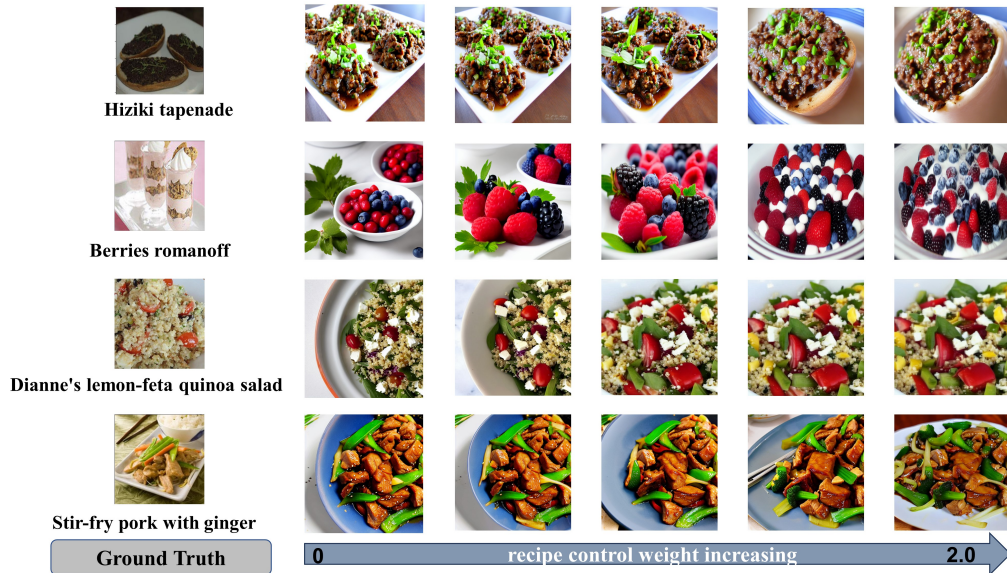 Hiziki tapenade
Berries romanoff
Dianne's lemon-feta quinoa salad
Stir-fry pork with ginger
Ground Truth
0 recipe control weight increasing 2.0